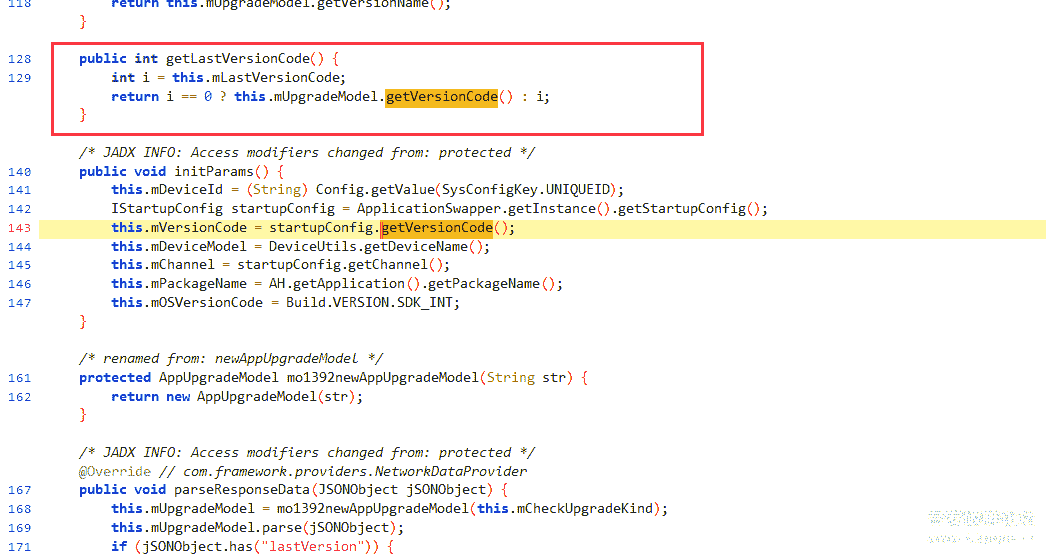 118 return this.mUpgradeModel.getVersionName();
}
128 public int getLastVersionCode() {
129 int i = this.mLastVersionCode;
return i == 0 ? this.mUpgradeModel.getVersionCode() : i;
}
/* JADX INFO: Access modifiers changed from: protected */
140 public void initParams() {
141 this.mDeviceId = (String) Config.getValue(SysConfigKey.UNIQUEID);
142 IStartupConfig startupConfig = ApplicationSwapper.getInstance().getStartupConfig();
143 this.mVersionCode = startupConfig.getVersionCode();
144 this.mDeviceModel = DeviceUtils.getDeviceName();
145 this.mChannel = startupConfig.getChannel();
146 this.mPackageName = AH.getApplication().getPackageName();
147 this.mOSVersionCode = Build.VERSION.SDK_INT;
}
/* renamed from: newAppUpgradeModel */
161 protected AppUpgradeModel mo1392newAppUpgradeModel(String str) {
162 return new AppUpgradeModel(str);
}
/* JADX INFO: Access modifiers changed from: protected */
@Override // com.framework.providers.NetworkDataProvider
167 public void parseResponseData(JSONObject jSONObject) {
168 this.mUpgradeModel = mo1392newAppUpgradeModel(this.mCheckUpgradeKind);
169 this.mUpgradeModel.parse(jSONObject);
171 if (jSONObject.has("lastVersion")) {